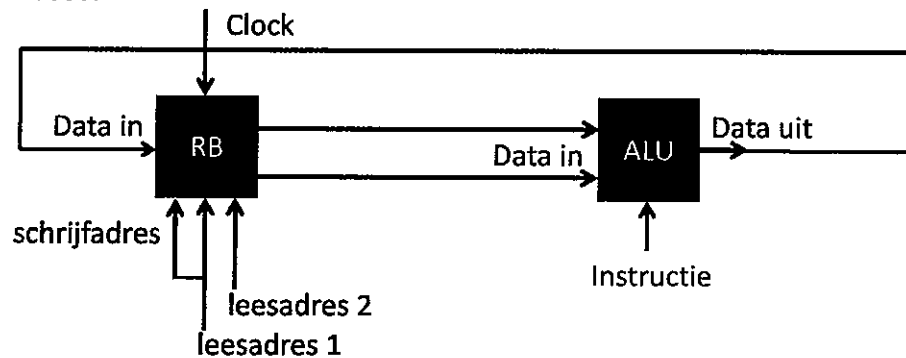 Clock
Data in
RB
Data in
ALU
Data uit
schrijfadres
leesadres 2
leesadres 1
Instructie